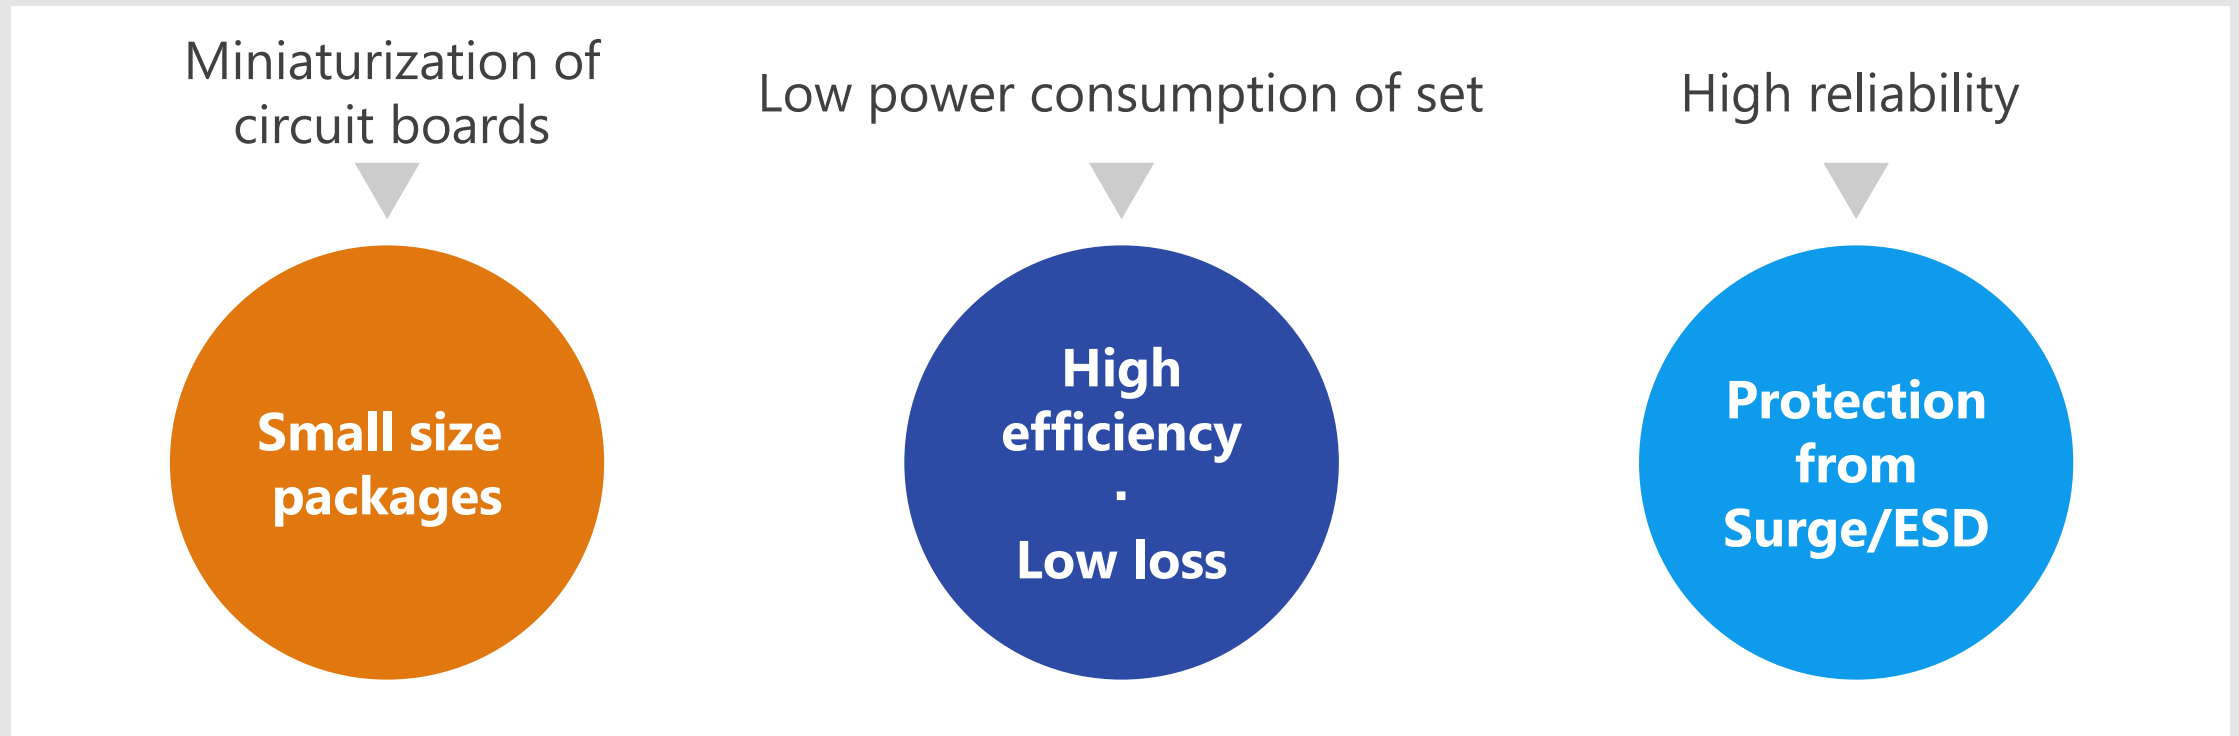 Miniaturization of
circuit boards
Low power consumption of set
High reliability
Small size
packages
High
efficiency
·
Low loss
Protection
from
Surge/ESD